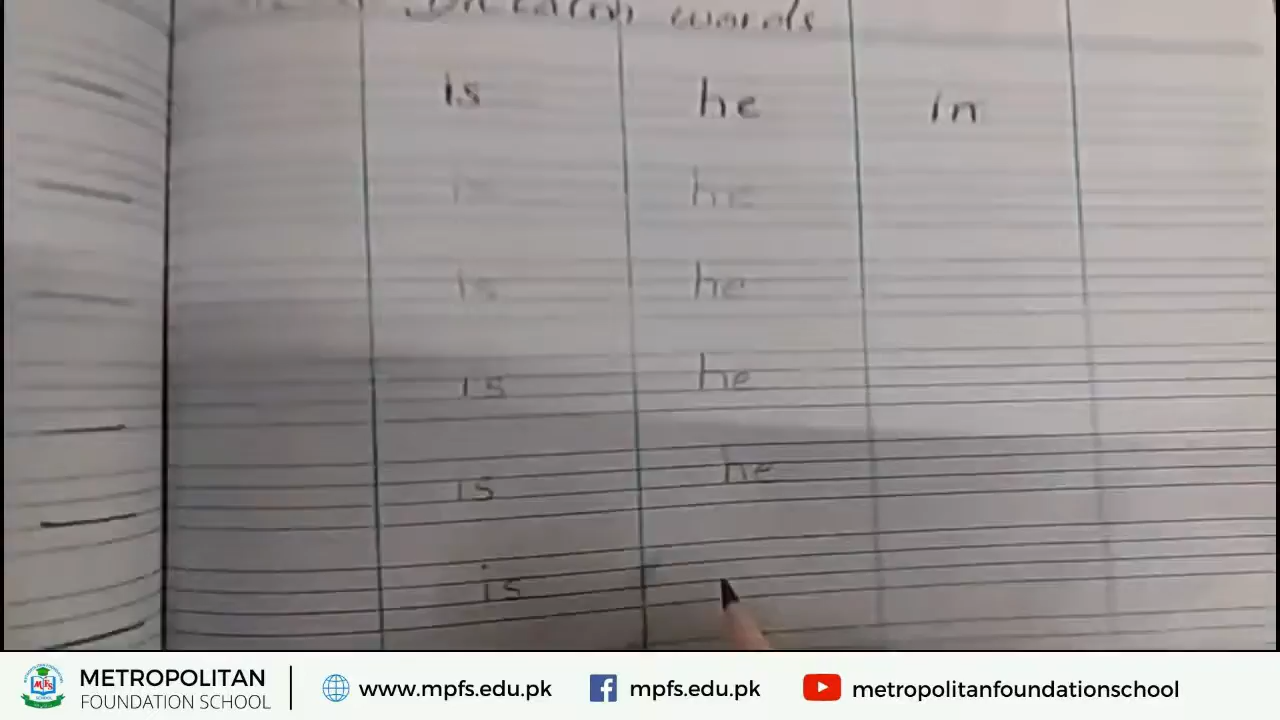 words
is he in
is he
is he
is he
is he
is
METROPOLITAN
FOUNDATION SCHOOL
www.mpfs.edu.pk
mpfs.edu.pk
metropolitanfoundationschool